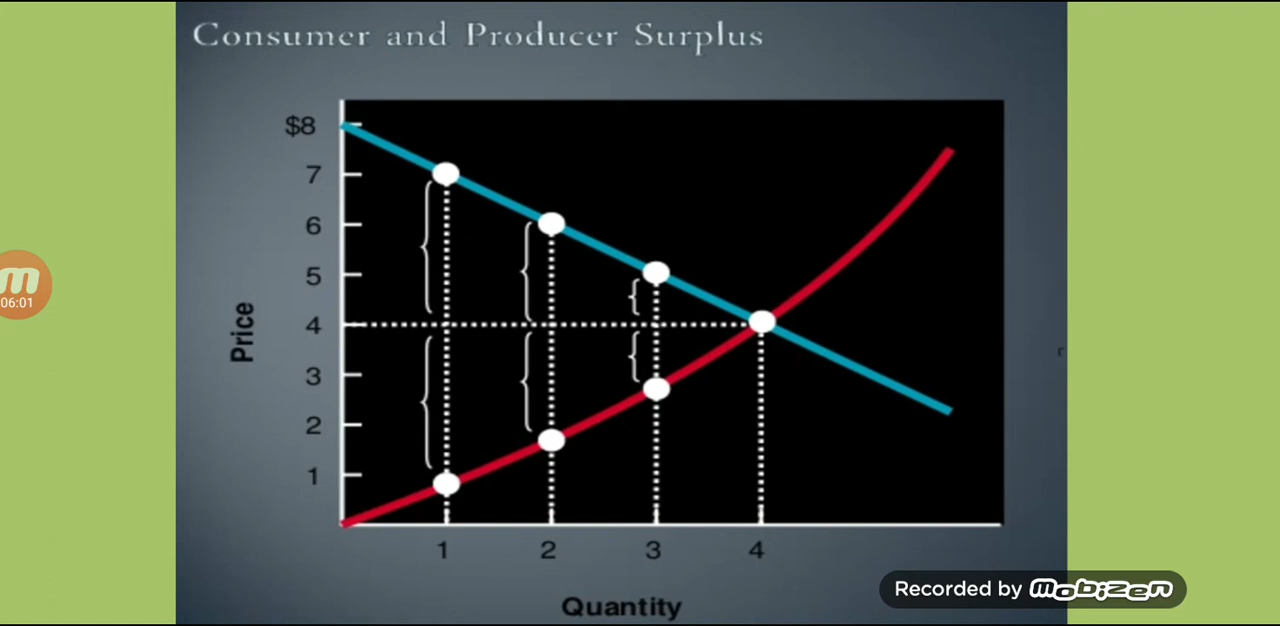 Consumer and Producer Surplus
$8
7
6
5
4
3
2
1
Price
1 2 3 4
Quantity
m
06:01
Recorded by mobizen